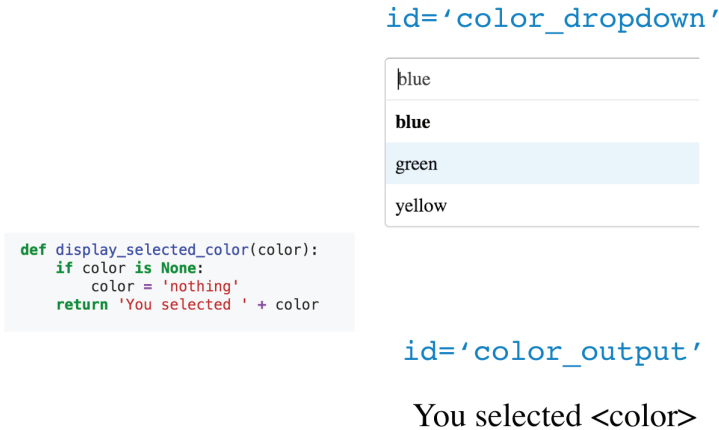 id=‘color_dropdown’
blue
blue
green
yellow
def display_selected_color(color):
    if color is None:
        color = 'nothing'
    return 'You selected ' + color
id=‘color_output’
You selected <color>